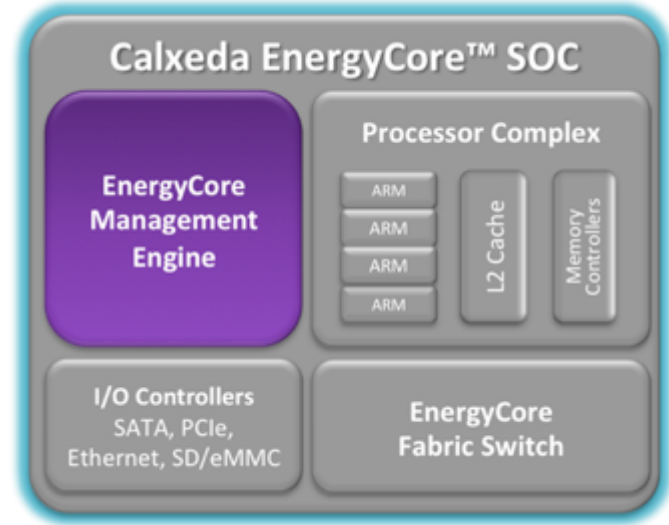 Calxeda EnergyCore™ SOC
EnergyCore
Management
Engine
Processor Complex
ARM
ARM
ARM
ARM
L2 Cache
Memory
Controllers
I/O Controllers
SATA, PCIe,
Ethernet, SD/eMMC
EnergyCore
Fabric Switch